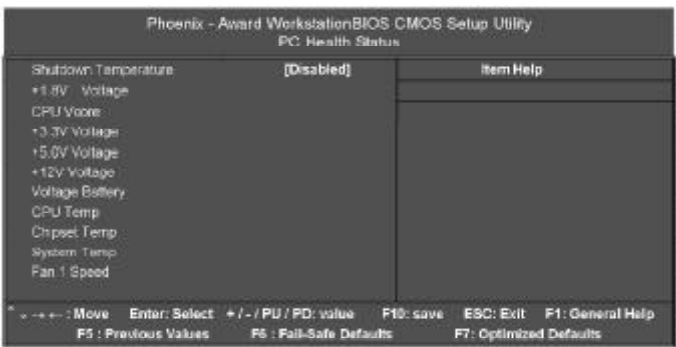 Phoenix - Award WorkstationBIOS CMOS Setup Utility
PC Health Status
Shutdown Temperature [Disabled] Item Help
+1.8V Voltage
CPU Vcore
+3.3V Voltage
+5.0V Voltage
+12V Voltage
Voltage Battery
CPU Temp
Chipset Temp
System Temp
Fan 1 Speed
→← : Move Enter: Select + / - / PU / PD: value F10: save ESC: Exit F1: General Help
F5 : Previous Values F6 : Fail-Safe Defaults F7: Optimized Defaults